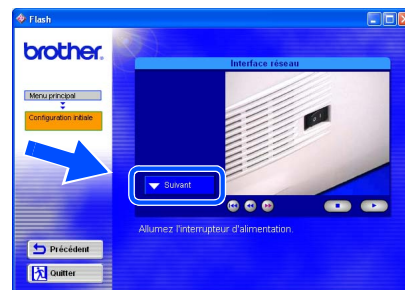 Flash
brother
Interface réseau
Menu principal
Configuration initiale
Suivant
Allumez l'interrupteur d'alimentation.
Précédent
Quitter